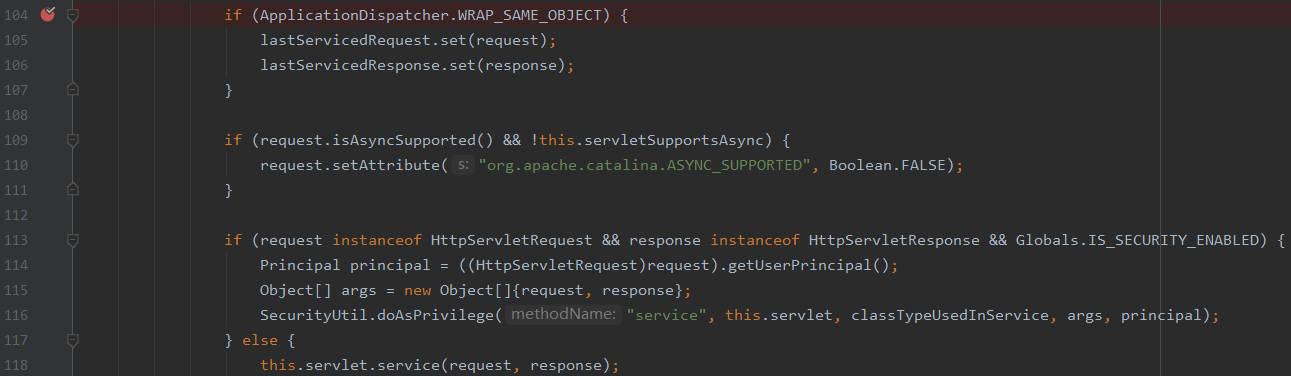 104 if (ApplicationDispatcher.WRAP_SAME_OBJECT) {
105 lastServicedRequest.set(request);
106 lastServicedResponse.set(response);
107 }
108
109 if (request.isAsyncSupported() && !this.servletSupportsAsync) {
110 request.setAttribute( s: "org.apache.catalina.ASYNC_SUPPORTED", Boolean.FALSE);
111 }
112
113 if (request instanceof HttpServletRequest && response instanceof HttpServletResponse && Globals.IS_SECURITY_ENABLED) {
114 Principal principal = ((HttpServletRequest)request).getUserPrincipal();
115 Object[] args = new Object[]{request, response};
116 SecurityUtil.doAsPrivilege( methodName: "service", this.servlet, classTypeUsedInService, args, principal);
117 } else {
118 this.servlet.service(request, response);